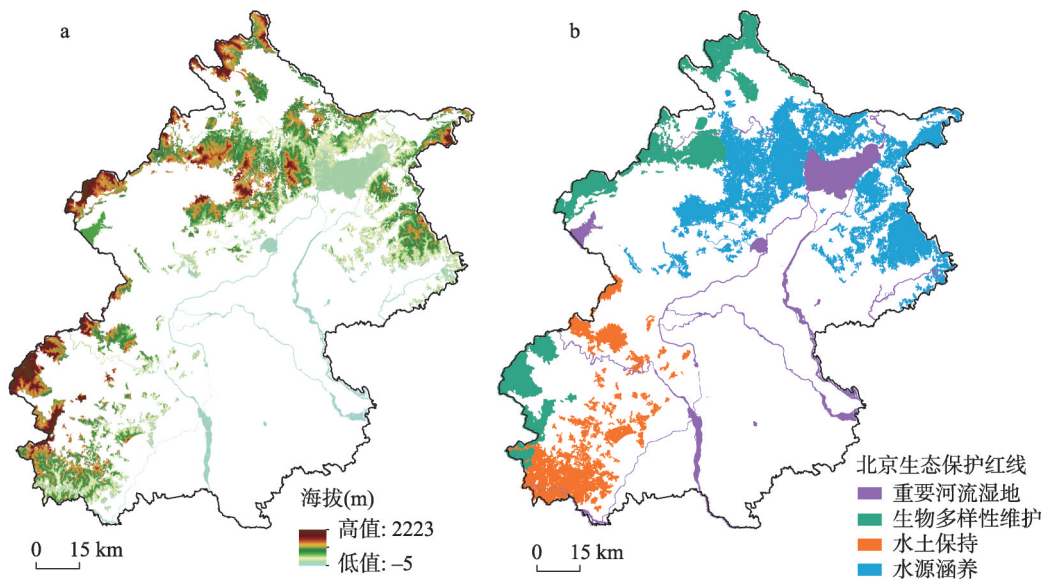 a
海拔(m)
高值: 2223
低值: –5
0 15 km
b
北京生态保护红线
重要河流湿地
生物多样性维护
水土保持
水源涵养
0 15 km